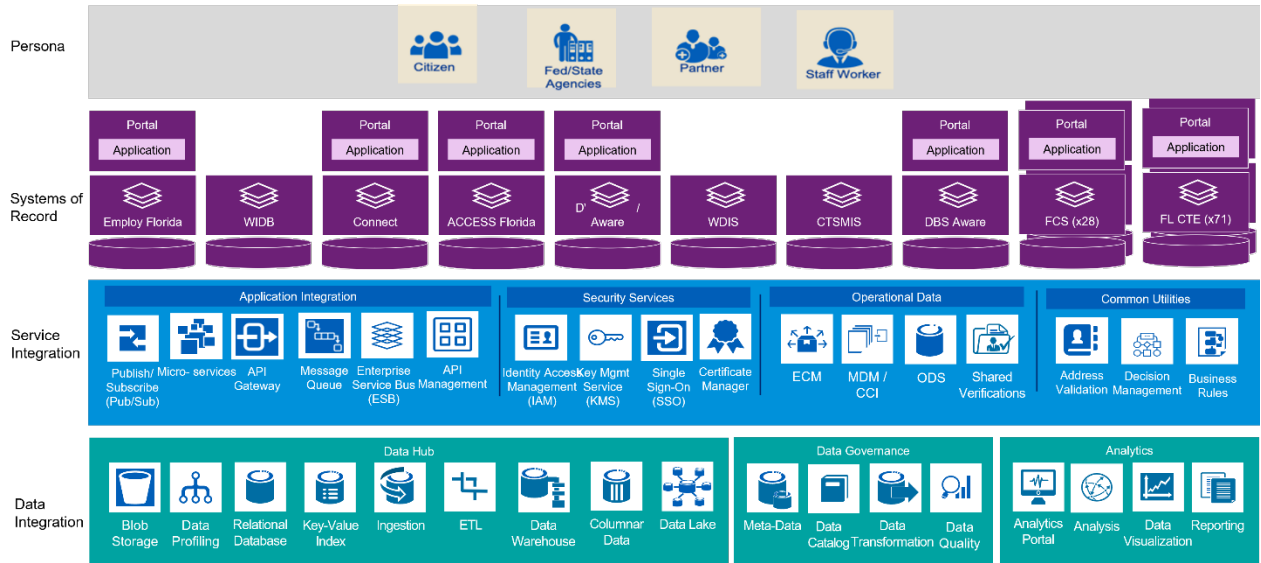 Persona
Citizen
Fed/State
Agencies
Partner
Staff Worker
Systems of
Record
Portal
Application
Employ Florida
WIDB
Portal
Application
Connect
Portal
Application
ACCESS Florida
Portal
Application
D' /
Aware
WDIS
CTSMIS
Portal
Application
DBS Aware
Portal
Application
FCS (x28)
Portal
Application
FL CTE (x71)
Service
Integration
Application Integration
Publish/
Subscribe
(Pub/Sub)
Micro- services
API
Gateway
Message
Queue
Enterprise
Service Bus
(ESB)
API
Management
Security Services
Identity Access
Management
(IAM)
Key Mgmt
Service
(KMS)
Single
Sign-On
(SSO)
Certificate
Manager
Operational Data
ECM
MDM /
CCI
ODS
Shared
Verifications
Common Utilities
Address
Validation
Decision
Management
Business
Rules
Data
Integration
Data Hub
Blob
Storage
Data
Profiling
Relational
Database
Key-Value
Index
Ingestion
ETL
Data
Warehouse
Columnar
Data
Data Lake
Data Governance
Meta-Data
Data
Catalog
Data
Transformation
Data
Quality
Analytics
Analytics
Portal
Analysis
Data
Visualization
Reporting